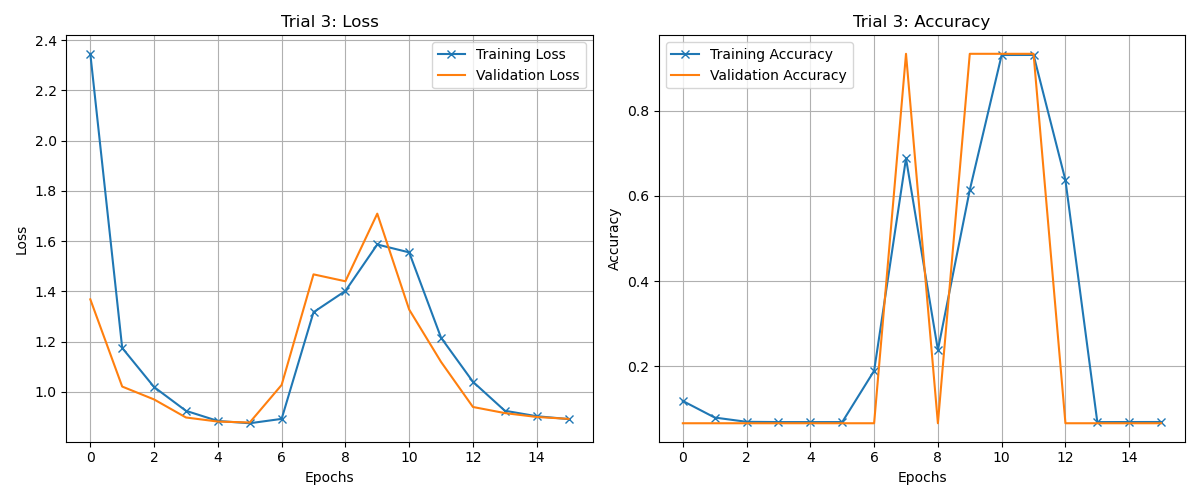 Trial 3: Loss
2.4
2.2
2.0
1.8
1.6
1.4
1.2
1.0
Loss
Training Loss
Validation Loss
0 2 4 6 8 10 12 14
Epochs
Trial 3: Accuracy
0.8
0.6
0.4
0.2
Accuracy
Training Accuracy
Validation Accuracy
0 2 4 6 8 10 12 14
Epochs